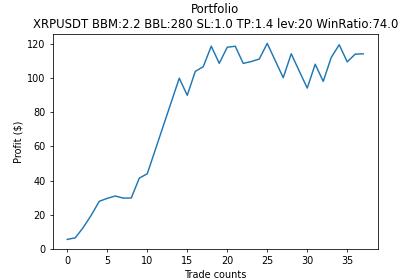 Portfolio
XRPUSDT BBM:2.2 BBL:280 SL:1.0 TP:1.4 lev:20 WinRatio:74.0
120
100
80
60
40
20
0
Profit ($)
0 5 10 15 20 25 30 35
Trade counts